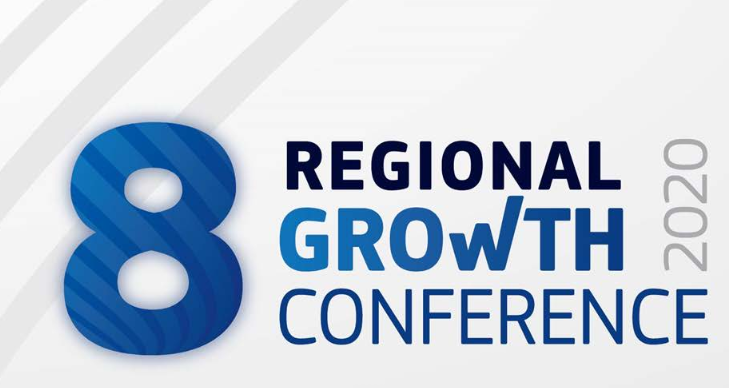 8
REGIONAL
GROWTH
CONFERENCE
2020